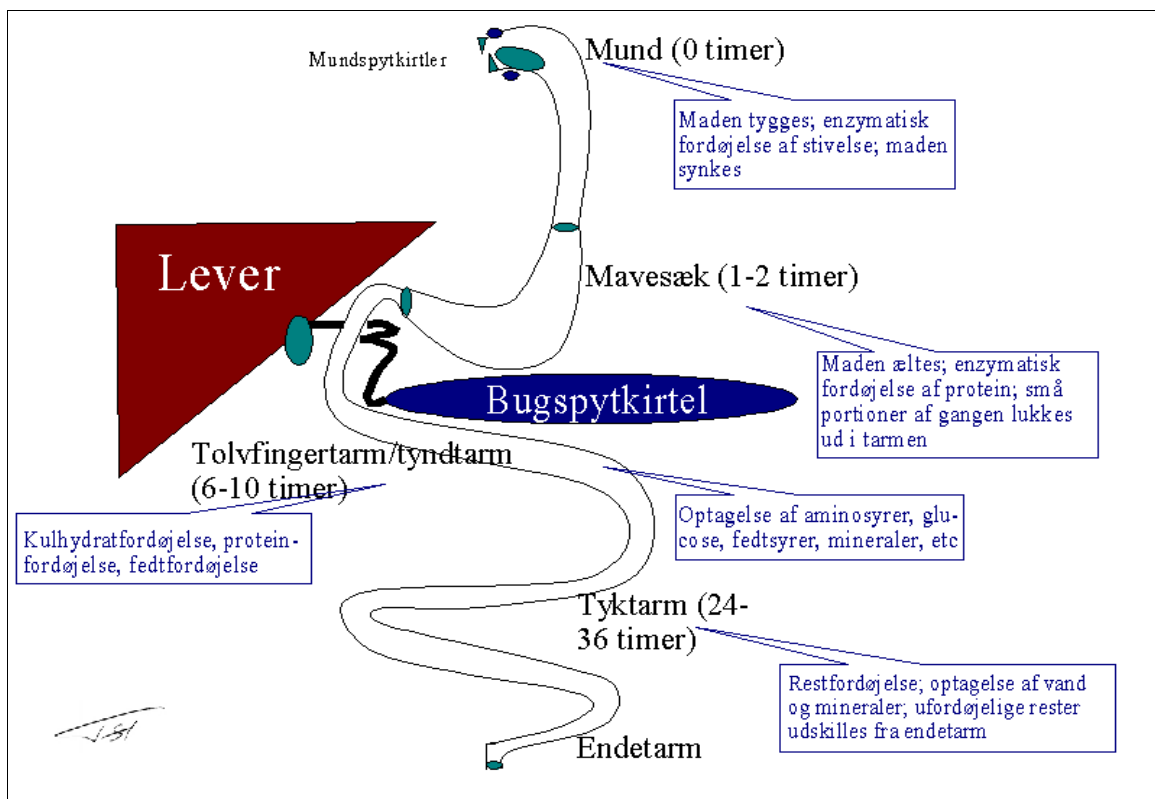 Mundspytkirtler
Mund (0 timer)
Maden tygges; enzymatisk
fordøjelse af stivelse; maden
synkes
Lever
Mavesæk (1-2 timer)
Maden æltes; enzymatisk
fordøjelse af protein; små
portioner af gangen lukkes
ud i tarmen
Bugspytkirtel
Tolvfingertarm/tyndtarm
(6-10 timer)
Kulhydratfordøjelse, protein-
fordøjelse, fedtfordøjelse
Optagelse af aminosyrer, glu-
cose, fedtsyrer, mineraler, etc
Tyktarm (24-
36 timer)
Restfordøjelse; optagelse af vand
og mineraler; ufordøjelige rester
udskilles fra endetarm
Endetarm